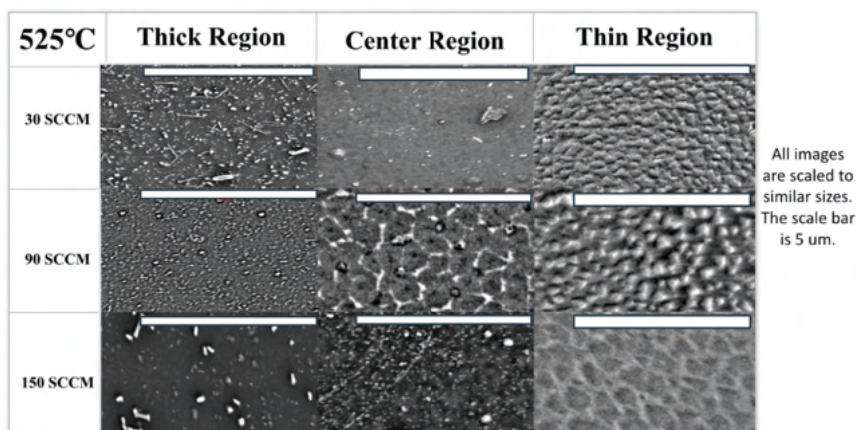 525°C Thick Region Center Region Thin Region
30 SCCM
90 SCCM
150 SCCM
All images
are scaled to
similar sizes.
The scale bar
is 5 um.